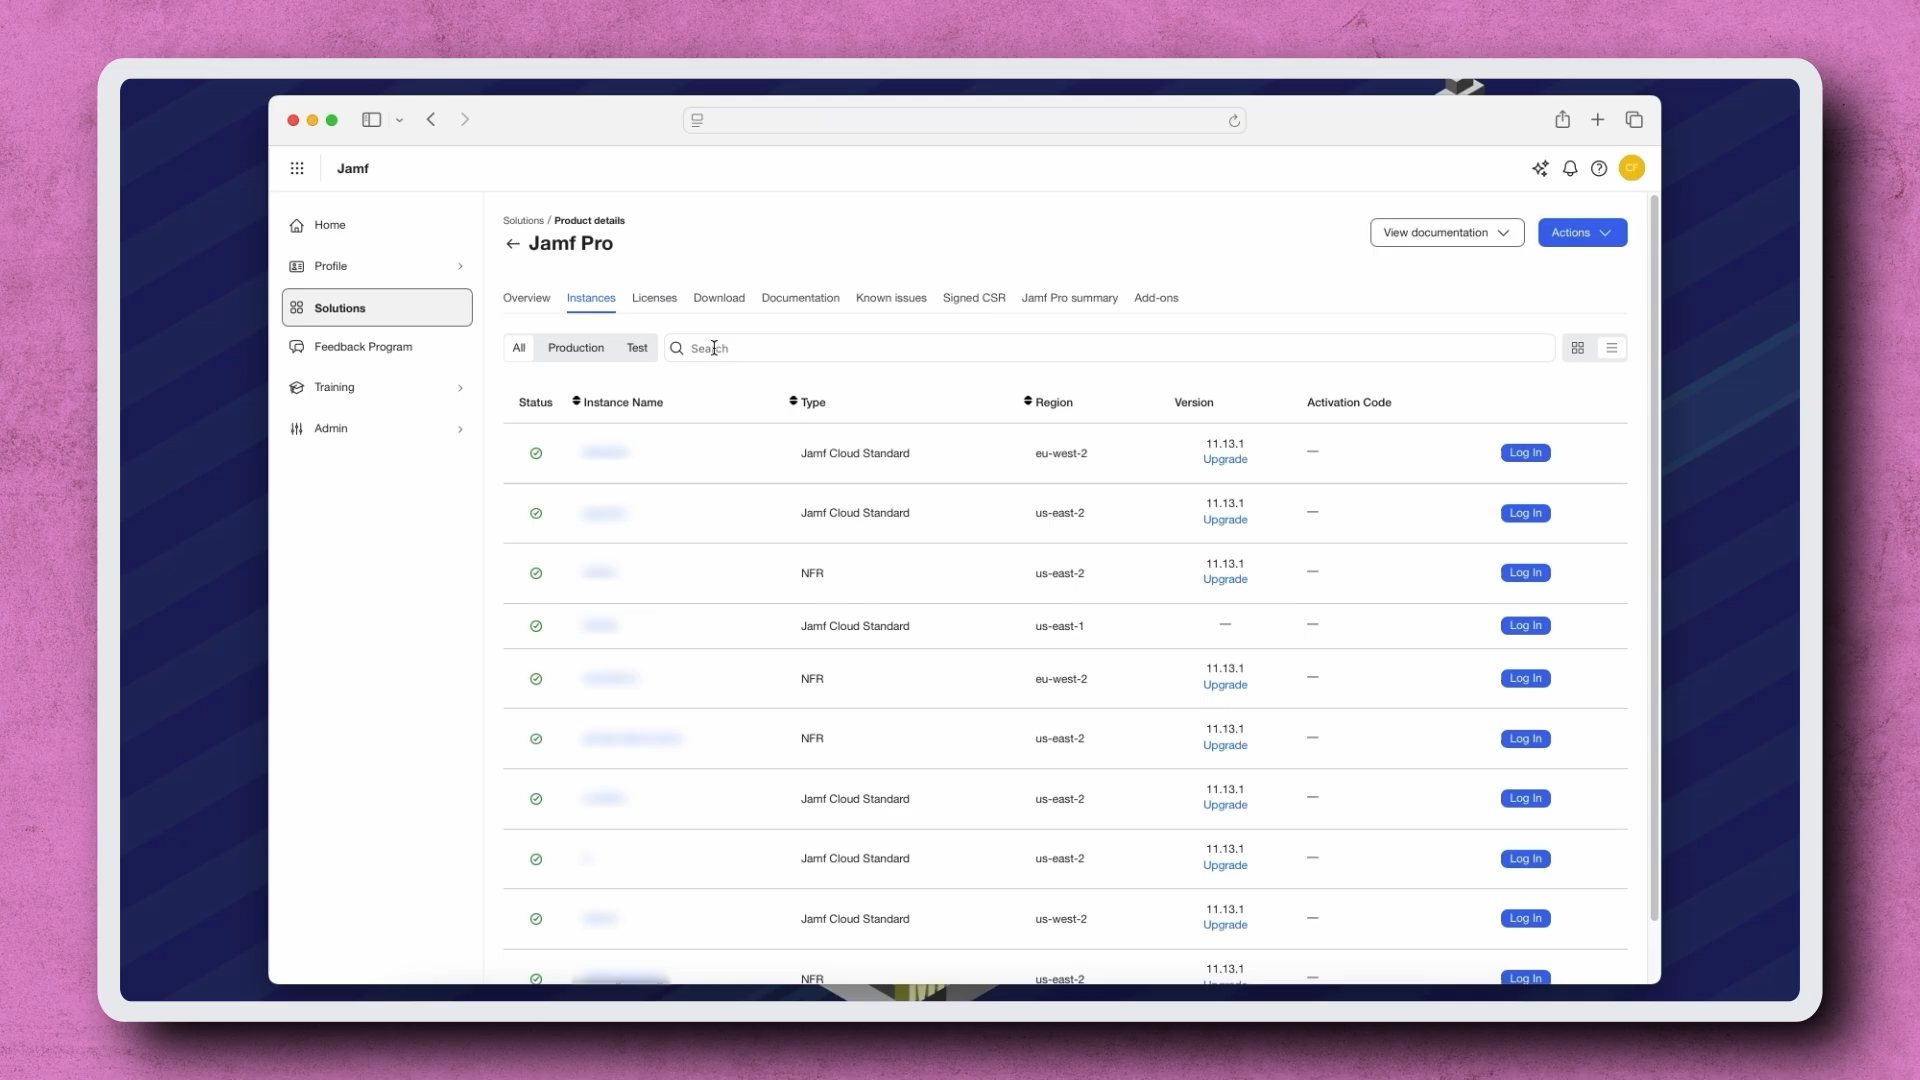 Jamf
CF
Home
Profile
Solutions
Feedback Program
Training
Admin
Solutions / Product details
Jamf Pro
View documentation
Actions
Overview Instances Licenses Download Documentation Known issues Signed CSR Jamf Pro summary Add-ons
All Production Test Search
Status Instance Name Type Region Version Activation Code
Jamf Cloud Standard eu-west-2 11.13.1 Upgrade — Log In
Jamf Cloud Standard us-east-2 11.13.1 Upgrade — Log In
NFR us-east-2 11.13.1 Upgrade — Log In
Jamf Cloud Standard us-east-1 — — Log In
NFR eu-west-2 11.13.1 Upgrade — Log In
NFR us-east-2 11.13.1 Upgrade — Log In
Jamf Cloud Standard us-east-2 11.13.1 Upgrade — Log In
Jamf Cloud Standard us-east-2 11.13.1 Upgrade — Log In
Jamf Cloud Standard us-west-2 11.13.1 Upgrade — Log In
NFR us-east-2 11.13.1 — Log In